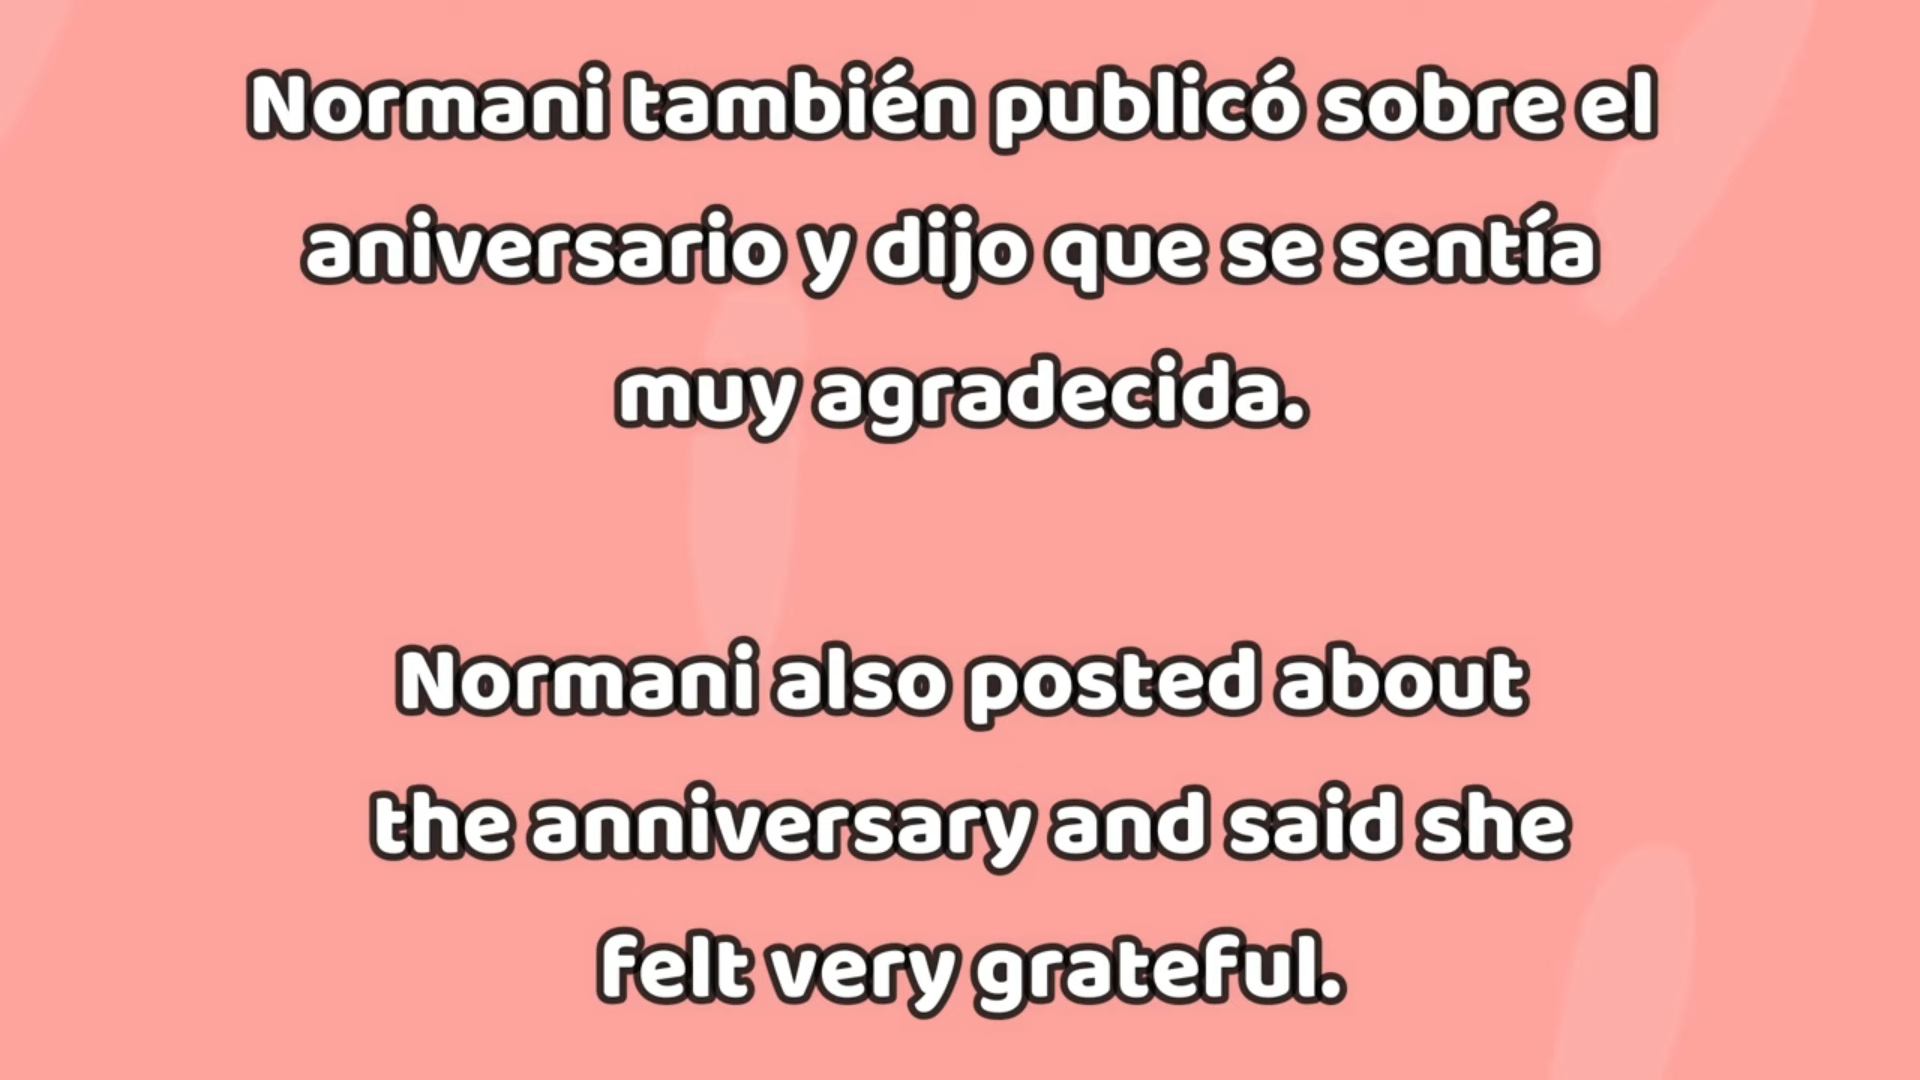 Normani también publicó sobre el
aniversario y dijo que se sentía
muy agradecida.
Normani also posted about
the anniversary and said she
felt very grateful.